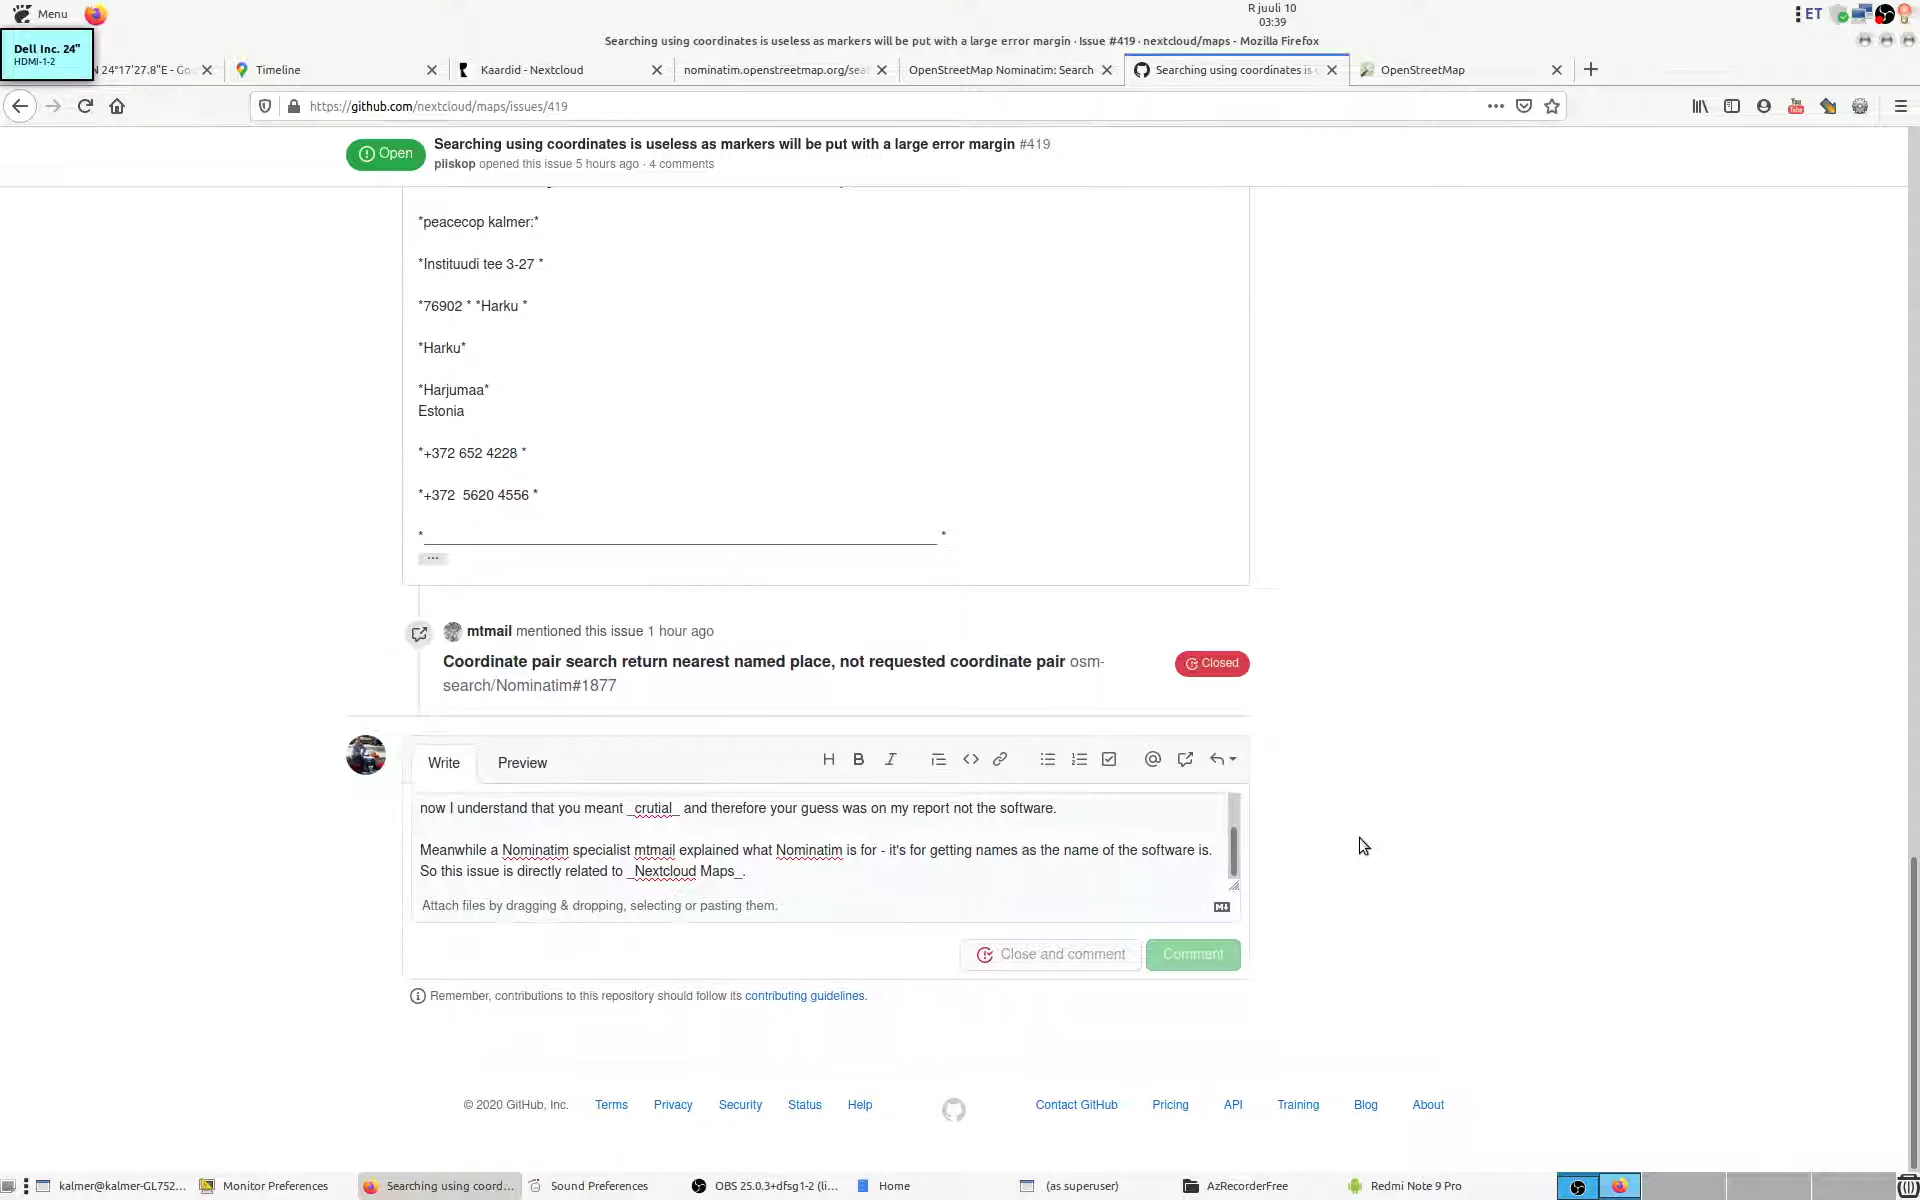 Menu
R juuli 10
03:39
ET
Dell Inc. 24"
HDMI-1-2
Searching using coordinates is useless as markers will be put with a large error margin · Issue #419 · nextcloud/maps - Mozilla Firefox
N 24°17'27.8"E - Go
Timeline
Kaardid - Nextcloud
nominatim.openstreetmap.org/sea
OpenStreetMap Nominatim: Search
Searching using coordinates is
OpenStreetMap
https://github.com/nextcloud/maps/issues/419
Open
Searching using coordinates is useless as markers will be put with a large error margin #419
piiskop opened this issue 5 hours ago · 4 comments
*peacecop kalmer:*
*Instituudi tee 3-27 *
*76902 * *Harku *
*Harku*
*Harjumaa*
Estonia
*+372 652 4228 *
*+372  5620 4556 *
*__________________________________________________________________ *
...
mtmail mentioned this issue 1 hour ago
Coordinate pair search return nearest named place, not requested coordinate pair osm-
search/Nominatim#1877
Closed
Write
Preview
now I understand that you meant _crutial_ and therefore your guess was on my report not the software.
Meanwhile a Nominatim specialist mtmail explained what Nominatim is for - it's for getting names as the name of the software is.
So this issue is directly related to _Nextcloud Maps_.
Attach files by dragging & dropping, selecting or pasting them.
Close and comment
Comment
Remember, contributions to this repository should follow its contributing guidelines.
© 2020 GitHub, Inc.
Terms
Privacy
Security
Status
Help
Contact GitHub
Pricing
API
Training
Blog
About
kalmer@kalmer-GL752...
Monitor Preferences
Searching using coord...
Sound Preferences
OBS 25.0.3+dfsg1-2 (li...
Home
(as superuser)
AzRecorderFree
Redmi Note 9 Pro